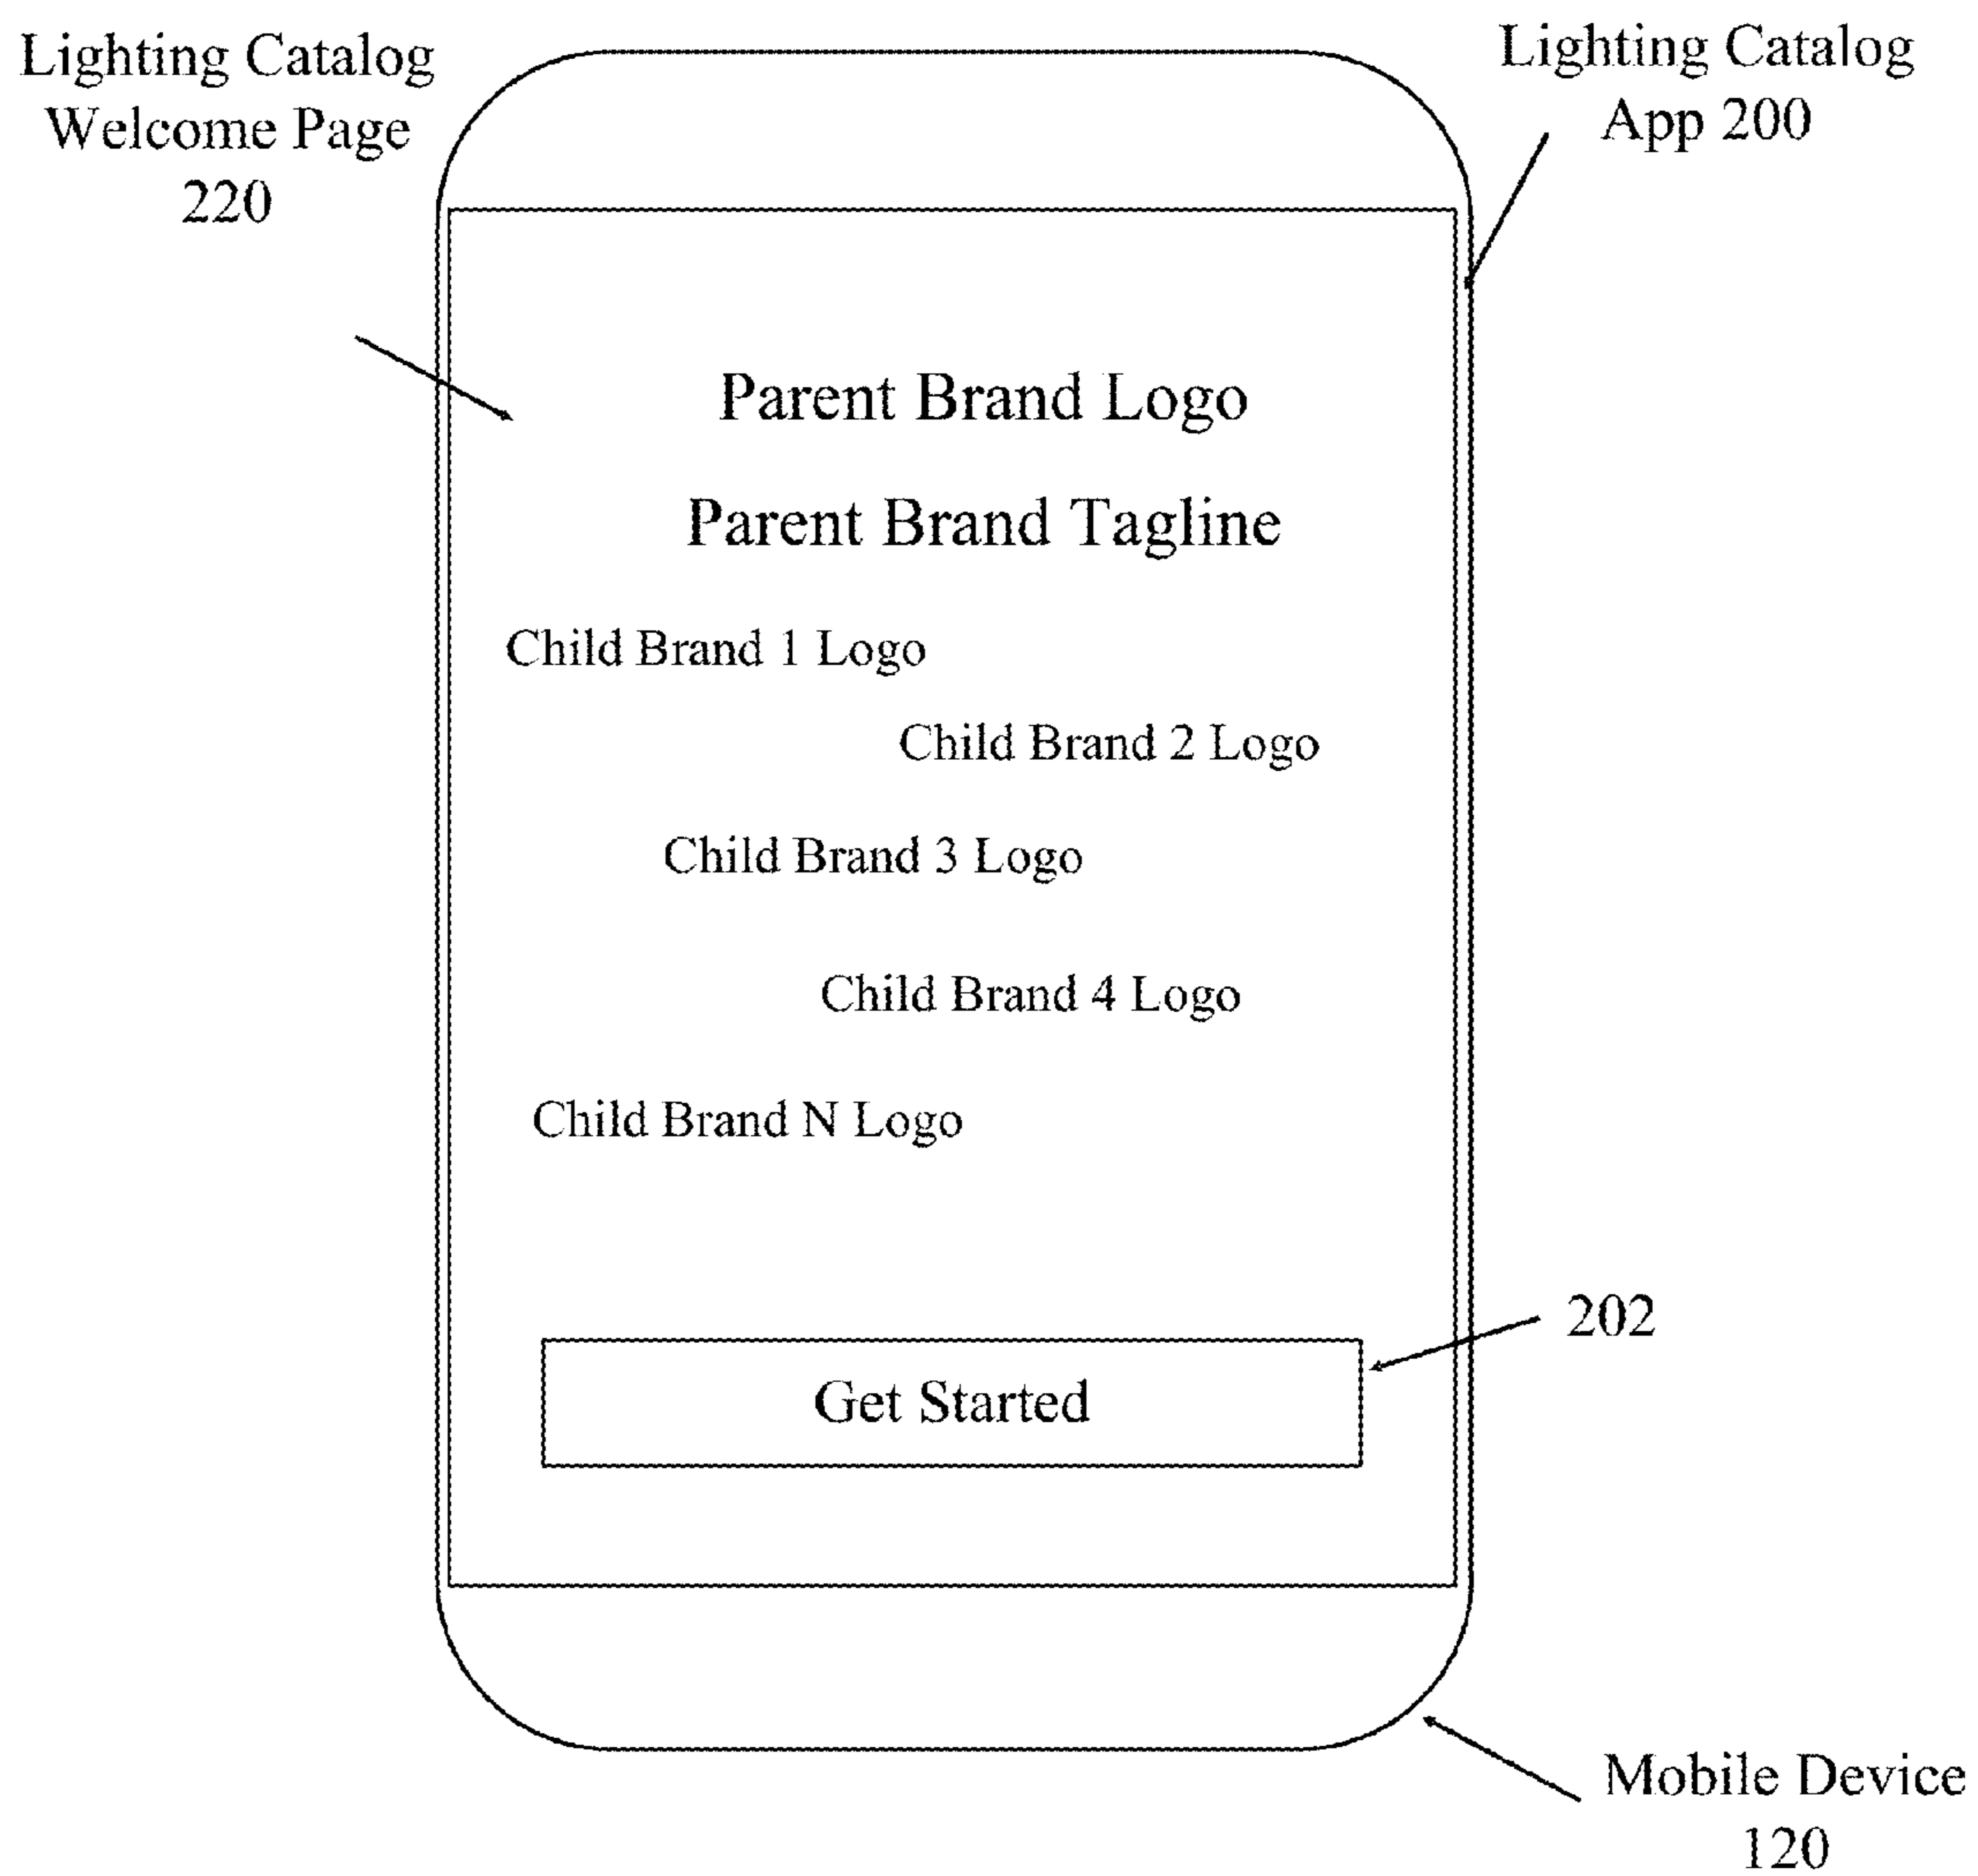 Lighting Catalog
Welcome Page
220
Lighting Catalog
App 200
Parent Brand Logo
Parent Brand Tagline
Child Brand 1 Logo
Child Brand 2 Logo
Child Brand 3 Logo
Child Brand 4 Logo
Child Brand N Logo
202
Get Started
Mobile Device
120